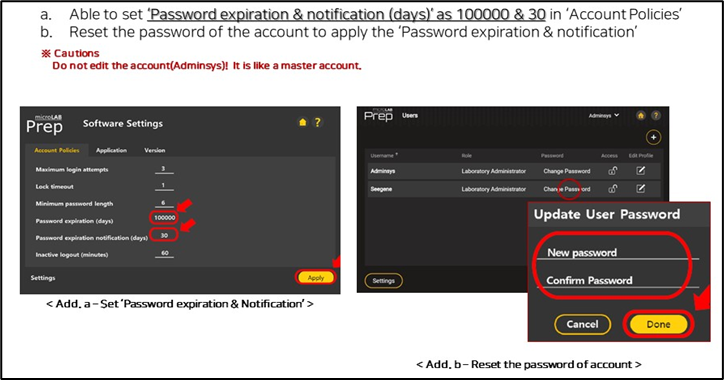 a. Able to set 'Password expiration & notification (days)' as 100000 & 30 in 'Account Policies'
b. Reset the password of the account to apply the 'Password expiration & notification'
※ Cautions
Do not edit the account(Adminsys)! It is like a master account.
microLAB
Prep
Software Settings
?
Account Policies
Application
Version
Maximum login attempts 3
Lock timeout 1
Minimum password length 6
Password expiration (days) 100000
Password expiration notification (days) 30
Inactive logout (minutes) 60
Settings
Apply
< Add. a – Set 'Password expiration & Notification' >
microLAB
Prep
Users
Adminsys
?
+
Username Role Password Access Edit Profile
Adminsys Laboratory Administrator Change Password
Seegene Laboratory Administrator Change Password
Settings
Update User Password
New password
Confirm Password
Cancel
Done
< Add. b – Reset the password of account >